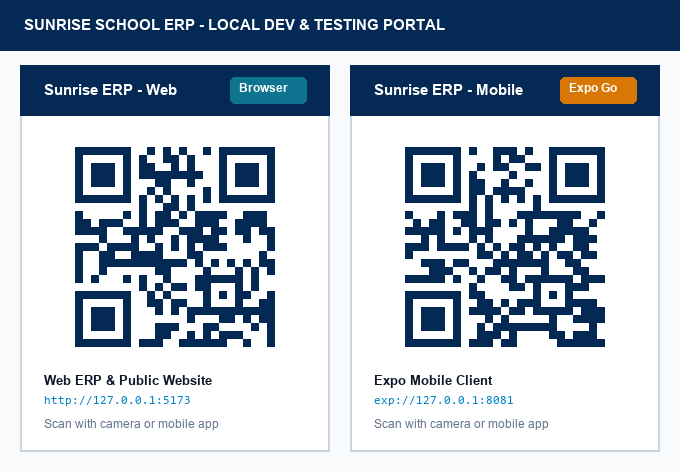 SUNRISE SCHOOL ERP - LOCAL DEV & TESTING PORTAL
Sunrise ERP - Web
Browser
Web ERP & Public Website
http://127.0.0.1:5173
Scan with camera or mobile app
Sunrise ERP - Mobile
Expo Go
Expo Mobile Client
exp://127.0.0.1:8081
Scan with camera or mobile app